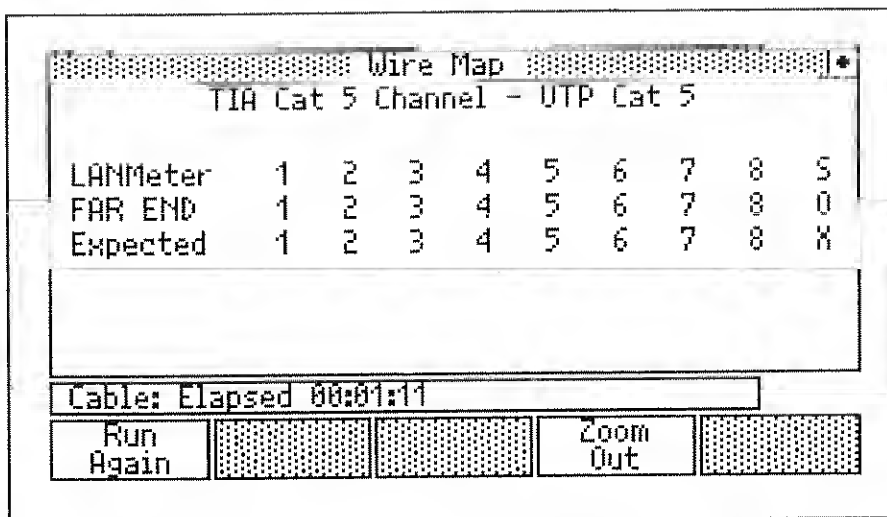 Wire Map
TIA Cat 5 Channel - UTP Cat 5
LANMeter 1 2 3 4 5 6 7 8 S
FAR END 1 2 3 4 5 6 7 8 0
Expected 1 2 3 4 5 6 7 8 X
Cable: Elapsed 00:01:11
Run Again
Zoom Out